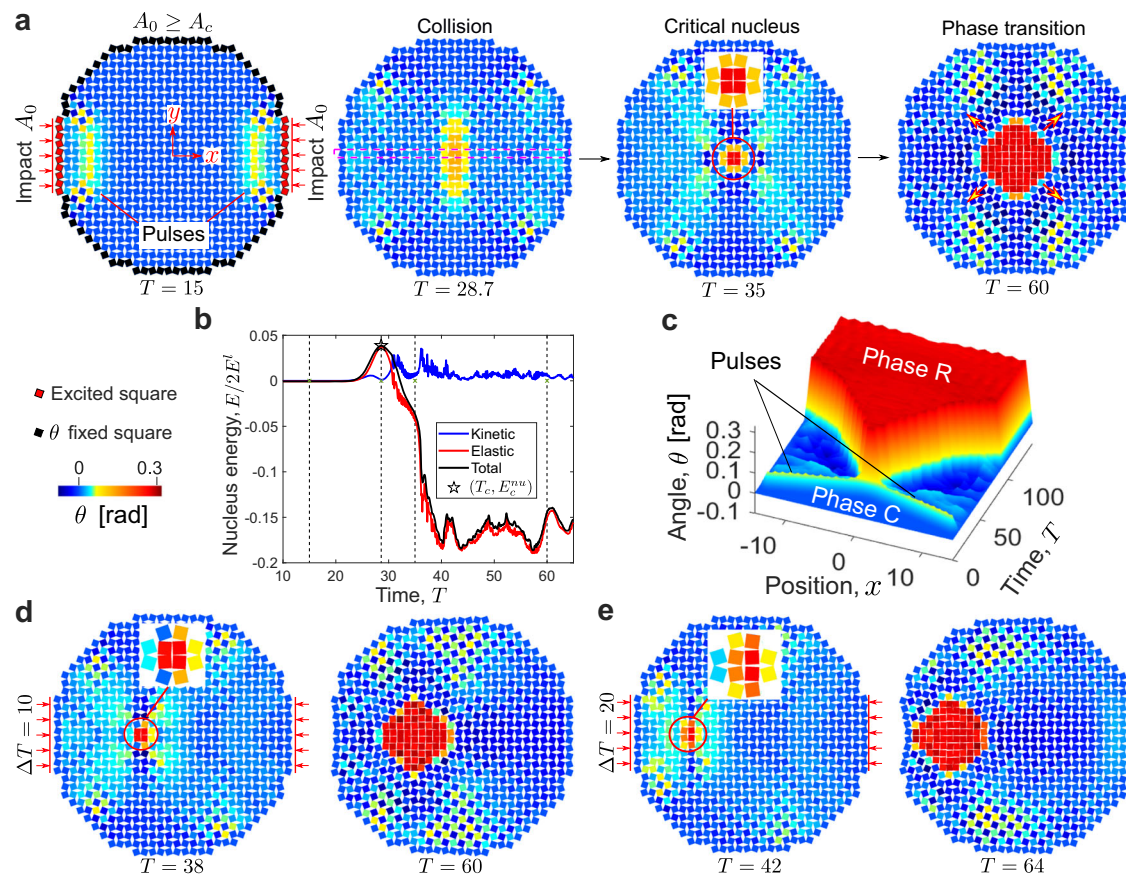 a
A₀ ≥ A_c
Collision
Critical nucleus
Phase transition
Impact A₀
y
x
Pulses
Impact A₀
T = 15
T = 28.7
T = 35
T = 60
b
0.05
0
-0.05
-0.1
-0.15
-0.2
Nucleus energy, E/2E^l
Kinetic
Elastic
Total
(T_c, E_c^{nu})
10
20
30
40
50
60
Time, T
Excited square
θ fixed square
0
0.3
θ [rad]
c
Pulses
Phase R
Phase C
0.3
0.2
0.1
0
-0.1
Angle, θ [rad]
-10
0
10
Position, x
0
50
100
Time, T
d
ΔT = 10
T = 38
T = 60
e
ΔT = 20
T = 42
T = 64